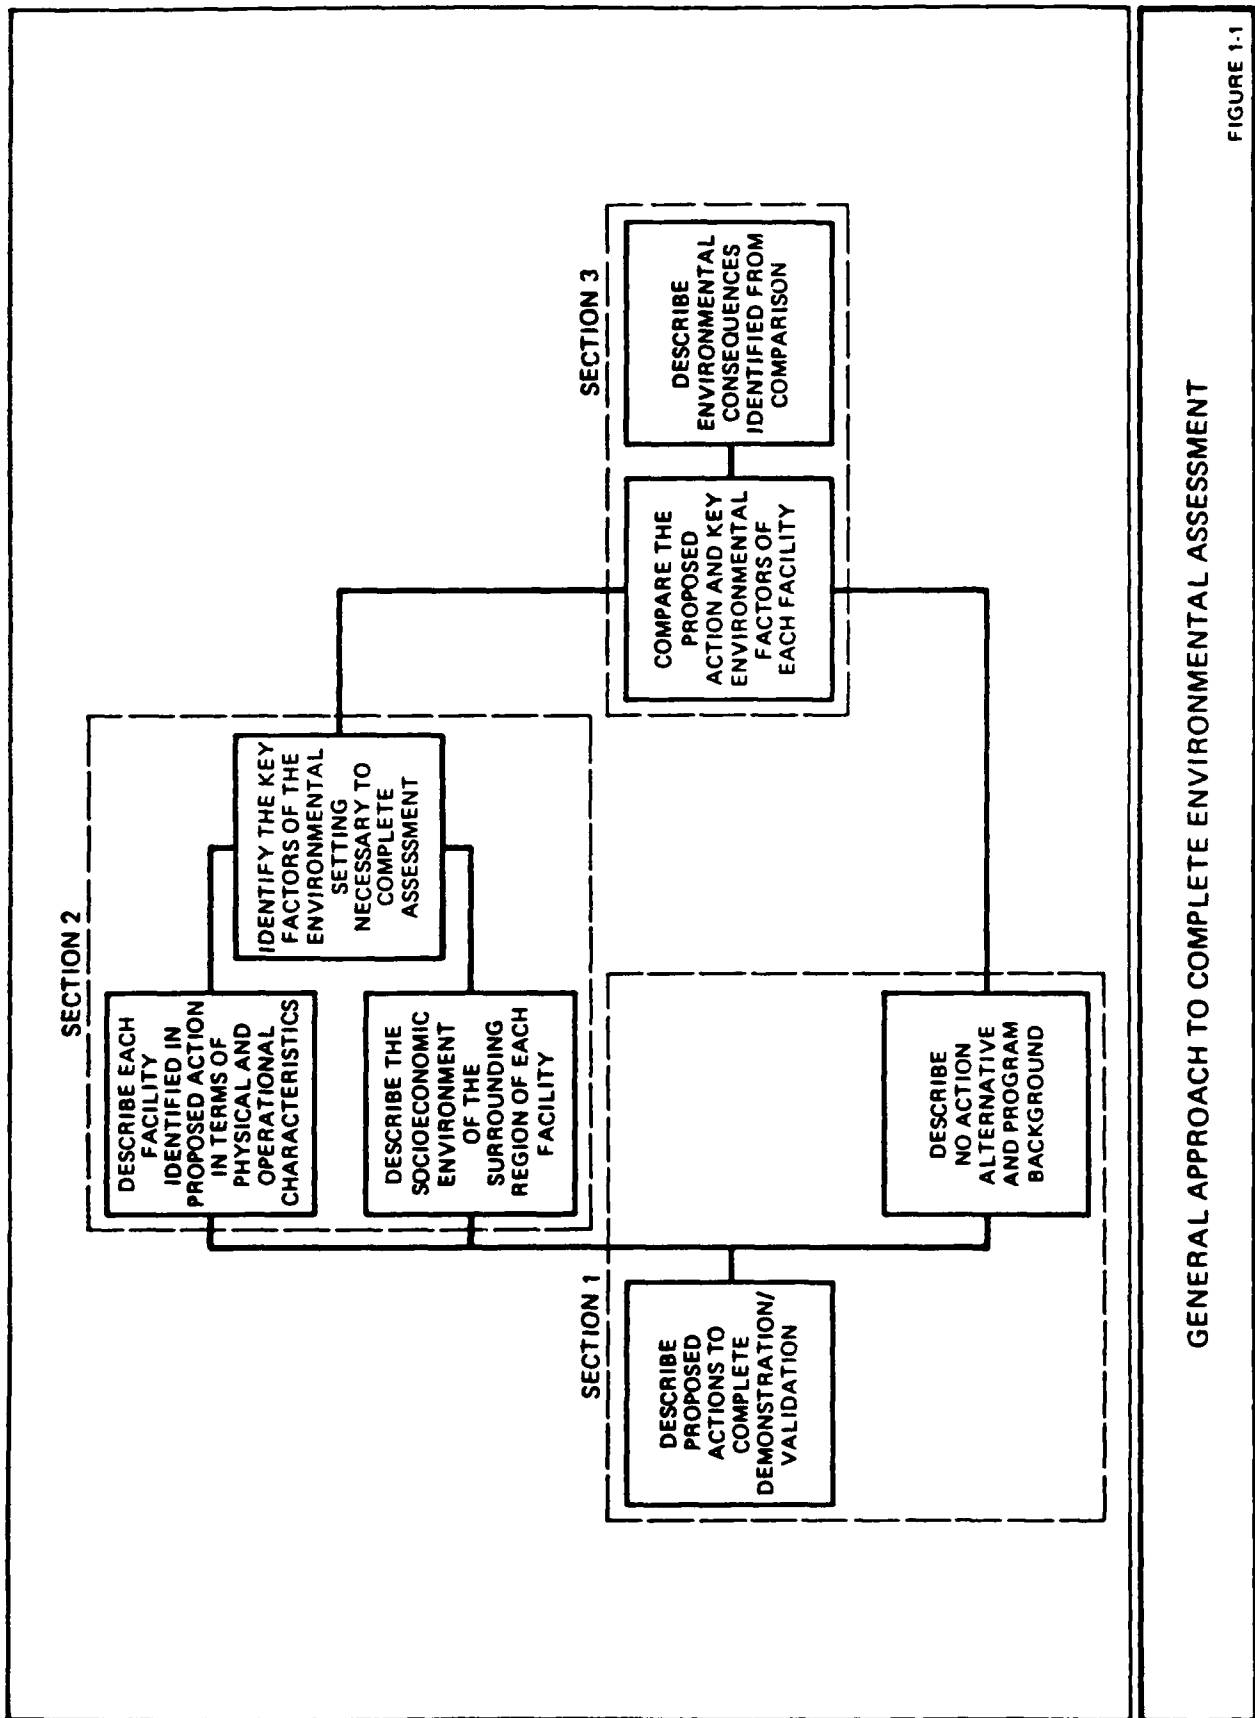 SECTION 1
DESCRIBE
PROPOSED
ACTIONS TO
COMPLETE
DEMONSTRATION/
VALIDATION
DESCRIBE
NO ACTION
ALTERNATIVE
AND PROGRAM
BACKGROUND
SECTION 2
DESCRIBE EACH
FACILITY
IDENTIFIED IN
PROPOSED ACTION
IN TERMS OF
PHYSICAL AND
OPERATIONAL
CHARACTERISTICS
DESCRIBE THE
SOCIOECONOMIC
ENVIRONMENT
OF THE
SURROUNDING
REGION OF EACH
FACILITY
IDENTIFY THE KEY
FACTORS OF THE
ENVIRONMENTAL
SETTING
NECESSARY TO
COMPLETE
ASSESSMENT
SECTION 3
COMPARE THE
PROPOSED
ACTION AND KEY
ENVIRONMENTAL
FACTORS OF
EACH FACILITY
DESCRIBE
ENVIRONMENTAL
CONSEQUENCES
IDENTIFIED FROM
COMPARISON
GENERAL APPROACH TO COMPLETE ENVIRONMENTAL ASSESSMENT
FIGURE 1-1